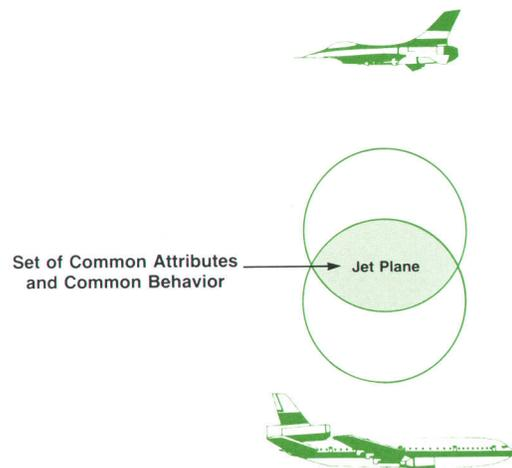 Set of Common Attributes
and Common Behavior
Jet Plane